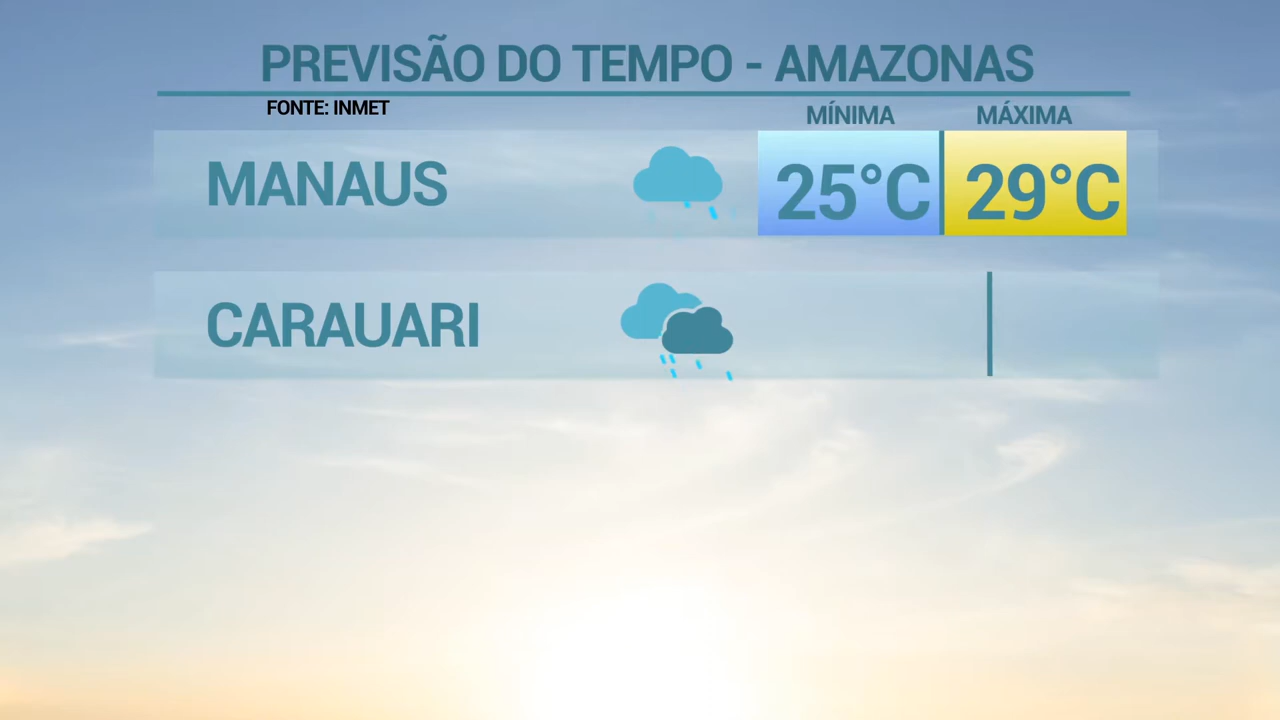 PREVISÃO DO TEMPO - AMAZONAS
FONTE: INMET
MÍNIMA MÁXIMA
MANAUS 25°C 29°C
CARAUARI